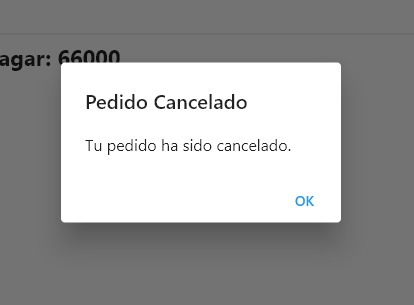 agar: 66000
Pedido Cancelado
Tu pedido ha sido cancelado.
OK